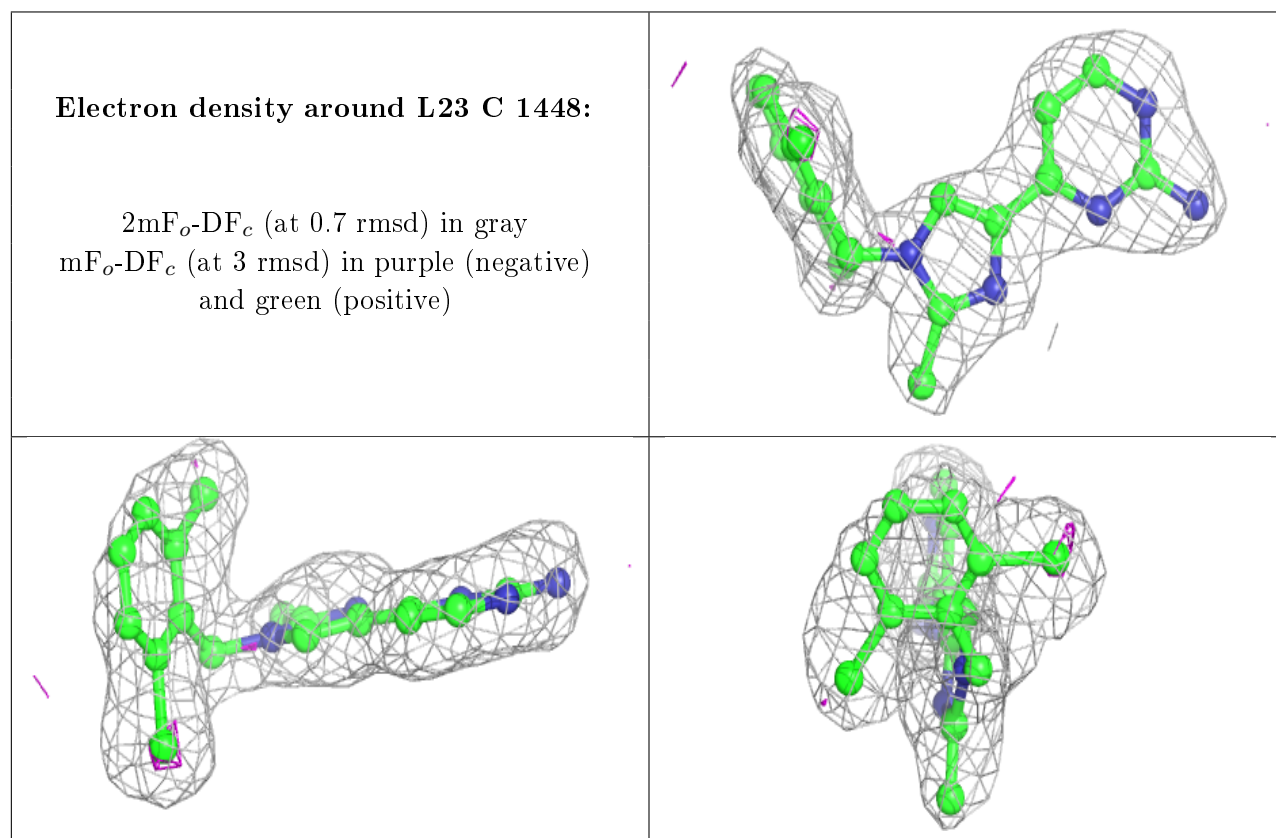 Electron density around L23 C 1448:
2mFo-DFc (at 0.7 rmsd) in gray
mFo-DFc (at 3 rmsd) in purple (negative)
and green (positive)